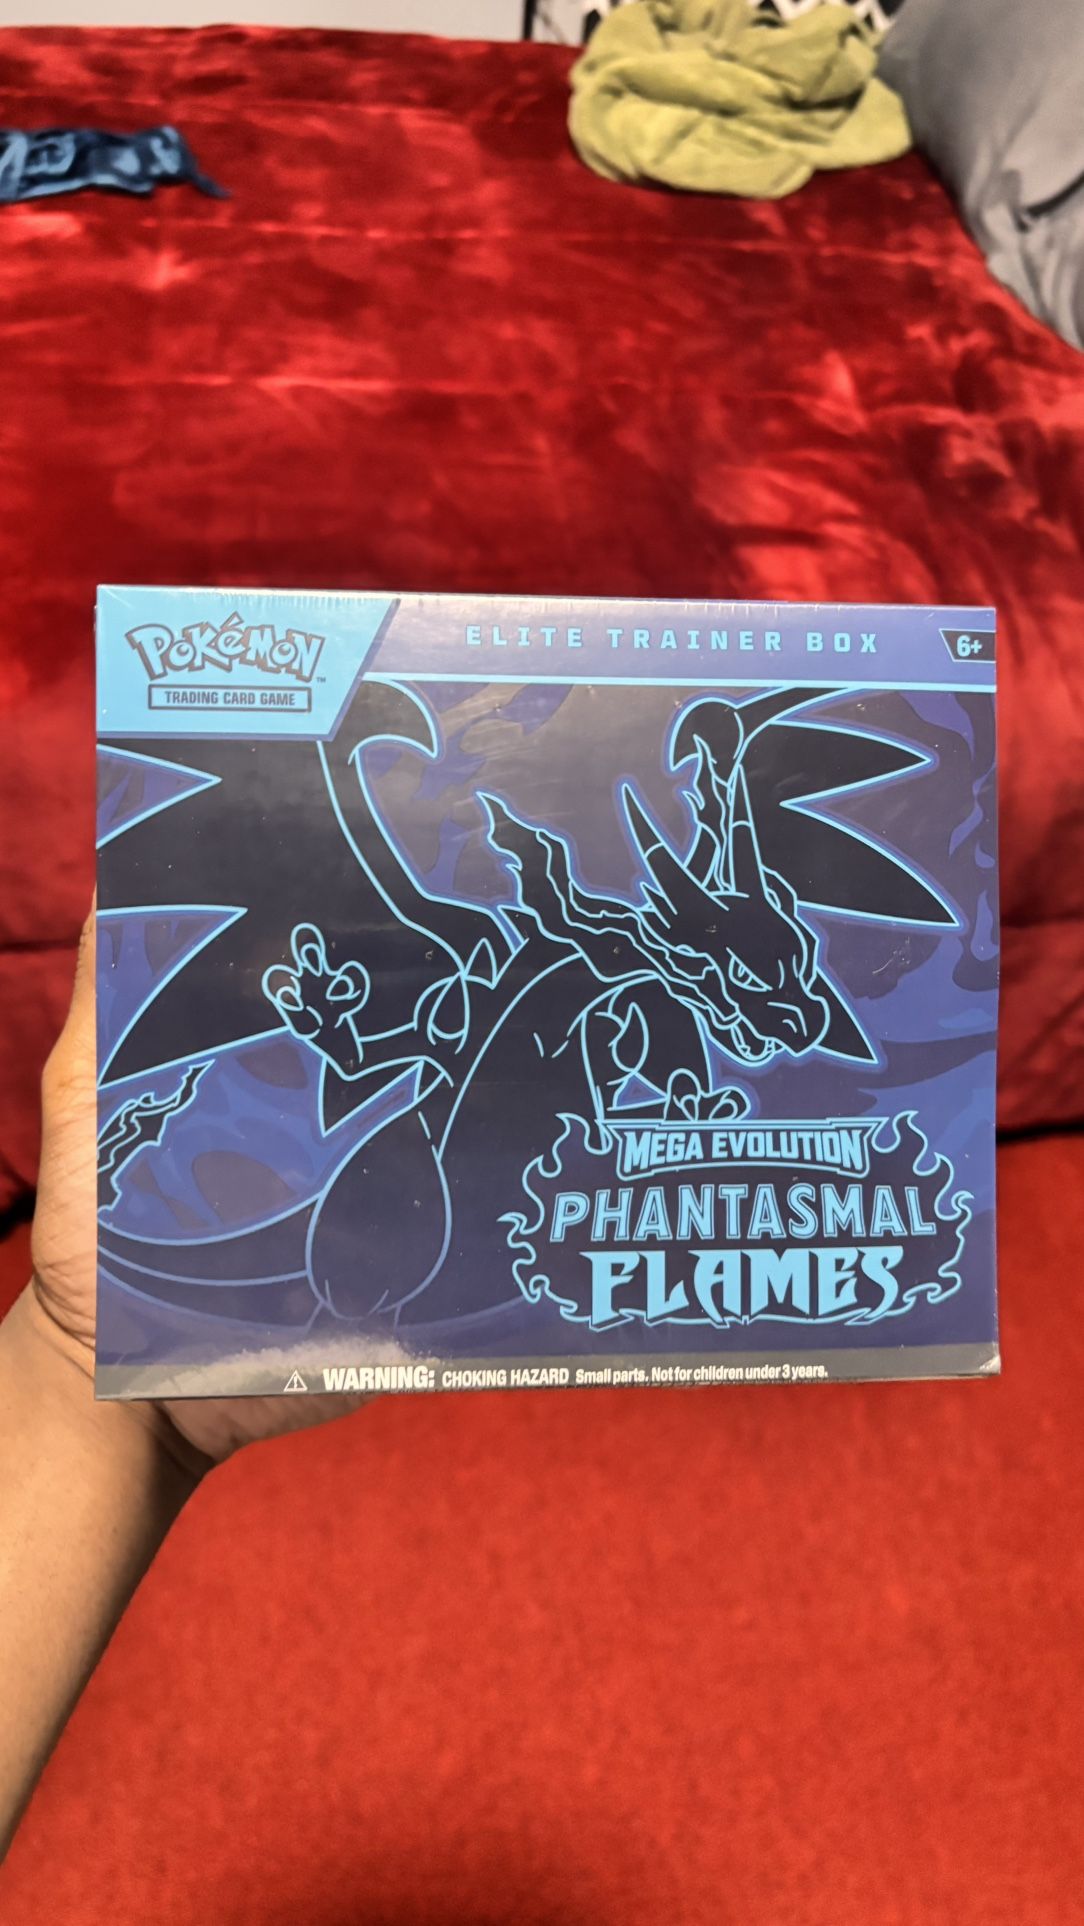 Pokémon
TRADING CARD GAME
ELITE TRAINER BOX
6+
MEGA EVOLUTION
PHANTASMAL
FLAMES
WARNING: CHOKING HAZARD Small parts. Not for children under 3 years.